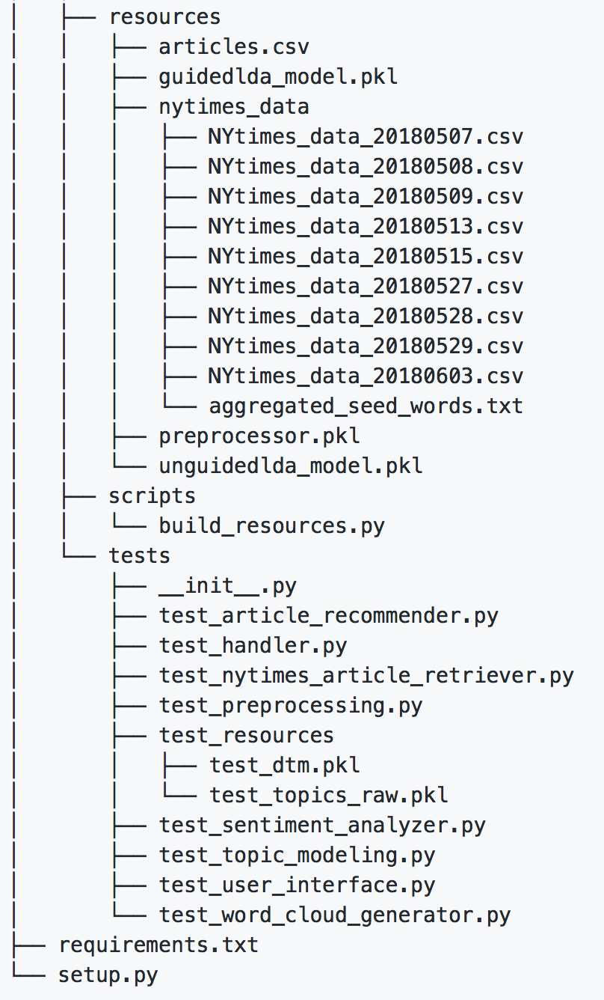 │   ├── resources
│   │   ├── articles.csv
│   │   ├── guidedlda_model.pkl
│   │   ├── nytimes_data
│   │   │   ├── NYtimes_data_20180507.csv
│   │   │   ├── NYtimes_data_20180508.csv
│   │   │   ├── NYtimes_data_20180509.csv
│   │   │   ├── NYtimes_data_20180513.csv
│   │   │   ├── NYtimes_data_20180515.csv
│   │   │   ├── NYtimes_data_20180527.csv
│   │   │   ├── NYtimes_data_20180528.csv
│   │   │   ├── NYtimes_data_20180529.csv
│   │   │   ├── NYtimes_data_20180603.csv
│   │   │   └── aggregated_seed_words.txt
│   │   ├── preprocessor.pkl
│   │   └── unguidedlda_model.pkl
│   ├── scripts
│   │   └── build_resources.py
│   └── tests
│       ├── __init__.py
│       ├── test_article_recommender.py
│       ├── test_handler.py
│       ├── test_nytimes_article_retriever.py
│       ├── test_preprocessing.py
│       ├── test_resources
│       │   ├── test_dtm.pkl
│       │   └── test_topics_raw.pkl
│       ├── test_sentiment_analyzer.py
│       ├── test_topic_modeling.py
│       ├── test_user_interface.py
│       └── test_word_cloud_generator.py
├── requirements.txt
└── setup.py